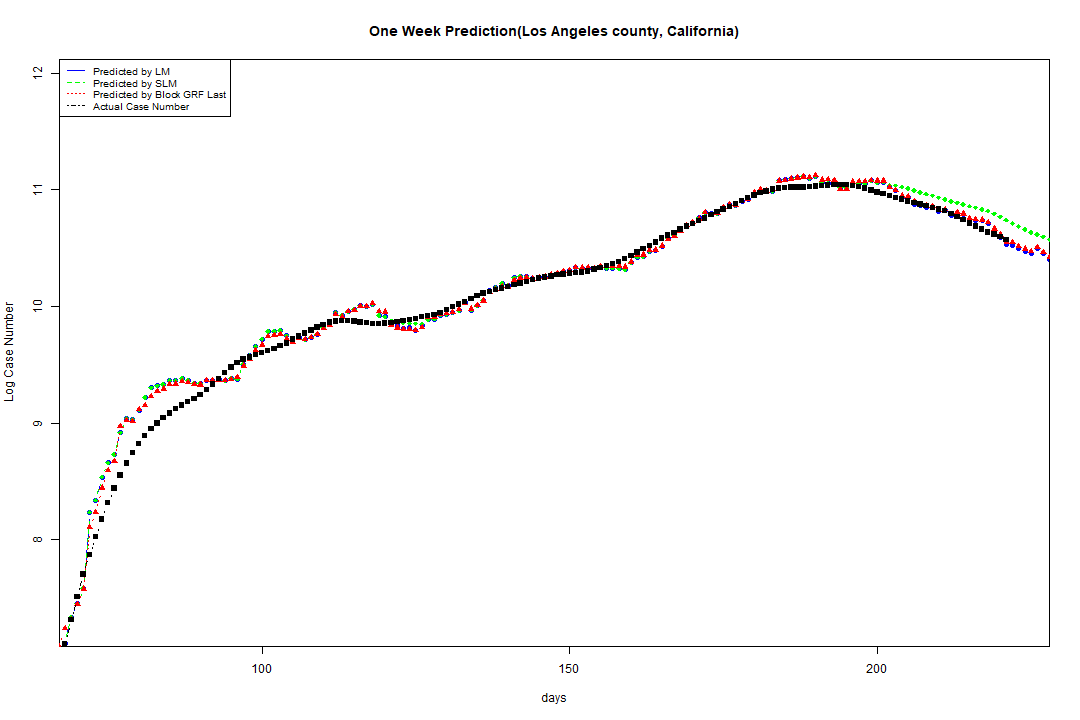 One Week Prediction(Los Angeles county, California)
Predicted by LM
Predicted by SLM
Predicted by Block GRF Last
Actual Case Number
12
11
10
9
8
Log Case Number
100
150
200
days